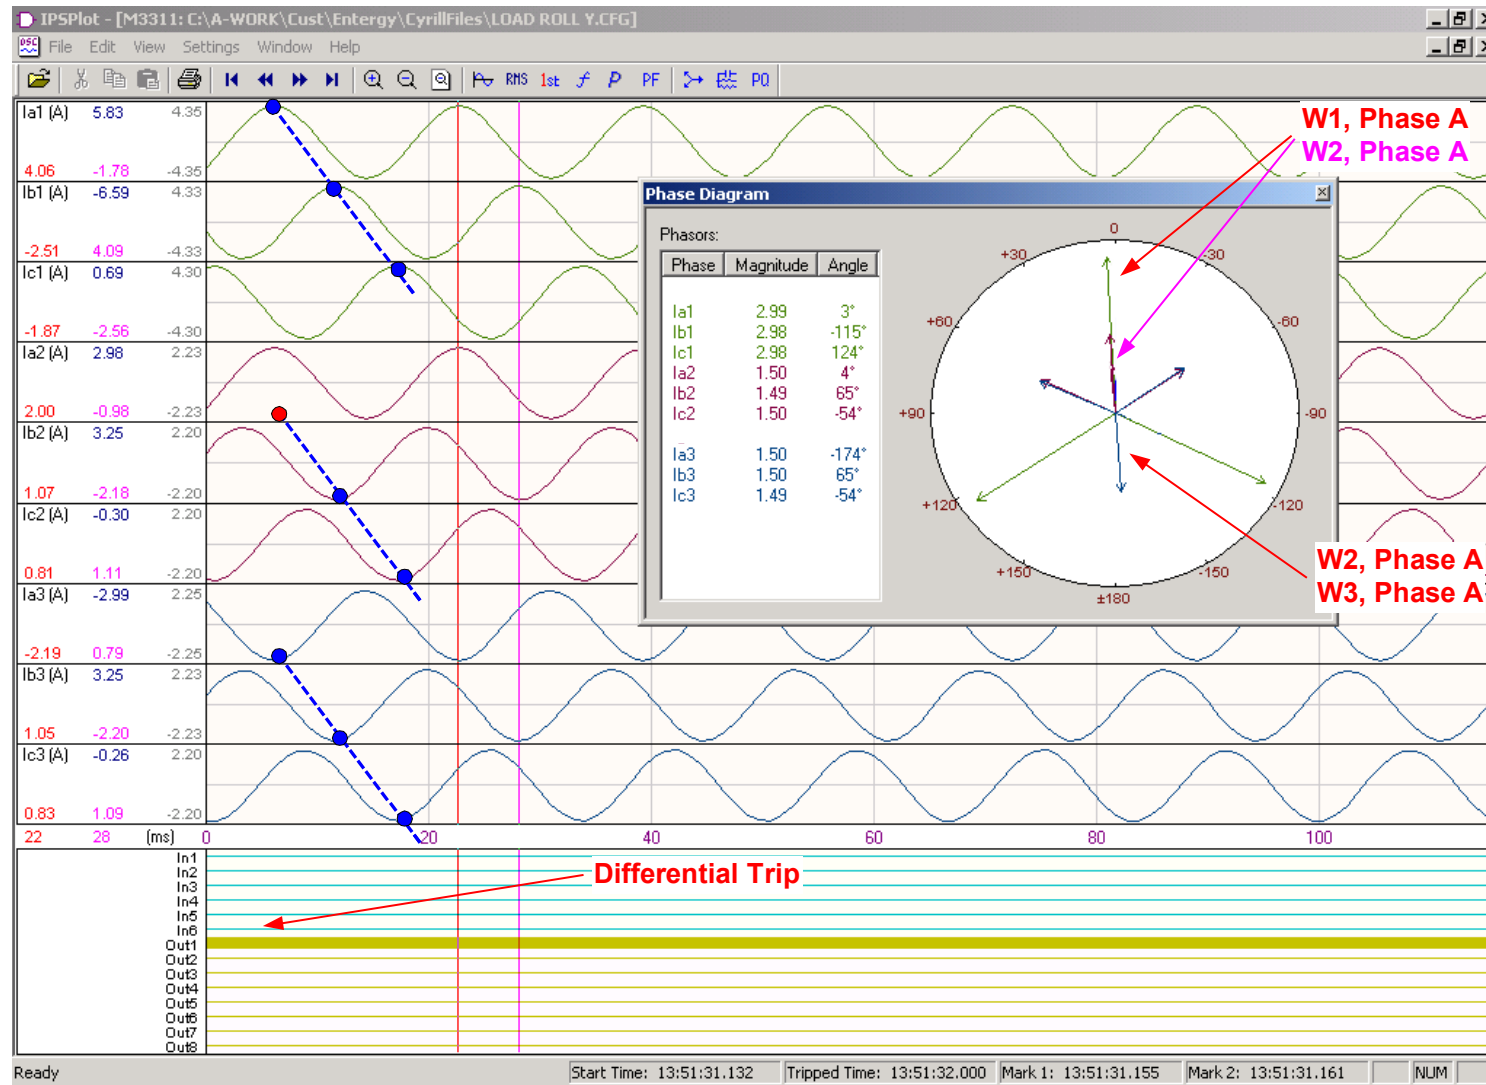 IPSPlot - [M3311: C:\A-WORK\Cust\Entergy\CyrillFiles\LOAD ROLL Y.CFG]
File Edit View Settings Window Help
RMS 1st f P PF PQ
Ia1 (A) 5.83 4.35
4.06 -1.78 -4.35
Ib1 (A) -6.59 4.33
-2.51 4.09 -4.33
Ic1 (A) 0.69 4.30
-1.87 -2.56 -4.30
Ia2 (A) 2.98 2.23
2.00 -0.98 -2.23
Ib2 (A) 3.25 2.20
1.07 -2.18 -2.20
Ic2 (A) -0.30 2.20
0.81 1.11 -2.20
Ia3 (A) -2.99 2.25
-2.19 0.79 -2.25
Ib3 (A) 3.25 2.23
1.05 -2.20 -2.23
Ic3 (A) -0.26 2.20
0.83 1.09 -2.20
22 28 (ms) 0 20 40 60 80 100
W1, Phase A
W2, Phase A
Phase Diagram
Phasors:
Phase Magnitude Angle
Ia1 2.99 3°
Ib1 2.98 -115°
Ic1 2.98 124°
Ia2 1.50 4°
Ib2 1.49 65°
Ic2 1.50 -54°
Ia3 1.50 -174°
Ib3 1.50 65°
Ic3 1.49 -54°
0
+30 -30
+60 -60
+90 -90
+120 -120
+150 -150
±180
W2, Phase A
W3, Phase A
Differential Trip
In1
In2
In3
In4
In5
In6
Out1
Out2
Out3
Out4
Out5
Out6
Out7
Out8
Ready Start Time: 13:51:31.132 Tripped Time: 13:51:32.000 Mark 1: 13:51:31.155 Mark 2: 13:51:31.161 NUM